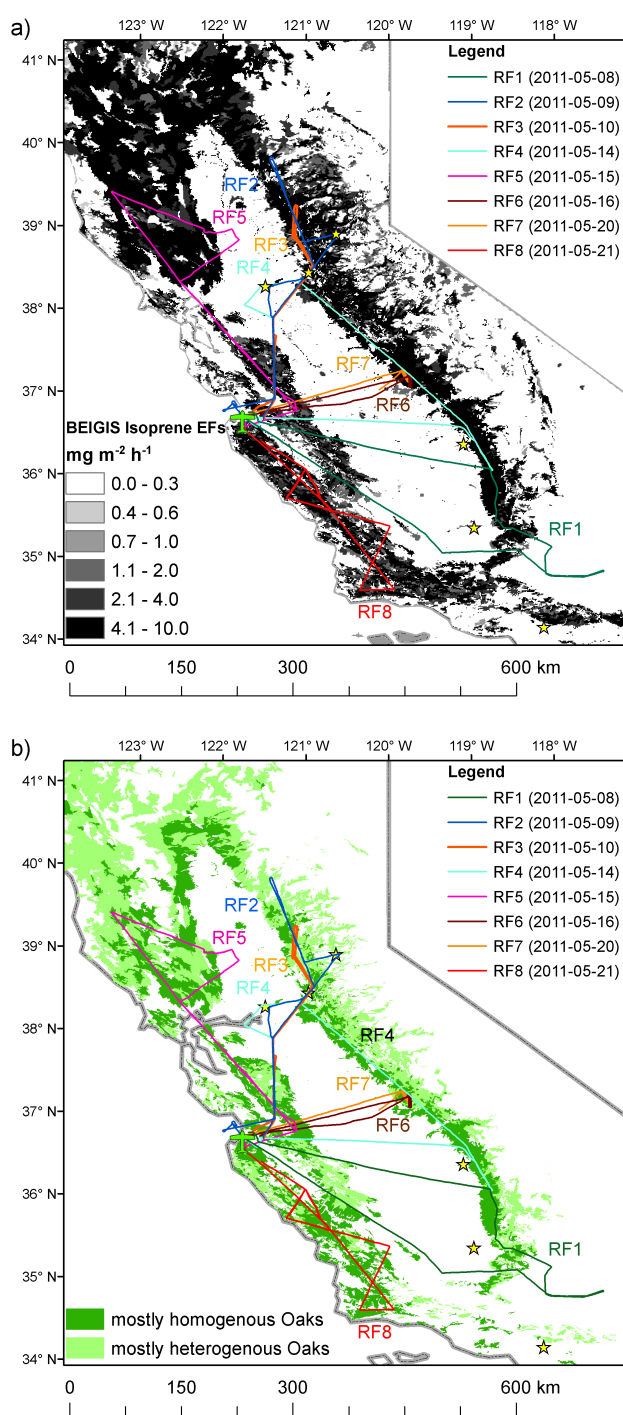 a)
123° W 122° W 121° W 120° W 119° W 118° W
41° N
40° N
39° N
38° N
37° N
36° N
35° N
34° N
Legend
RF1 (2011-05-08)
RF2 (2011-05-09)
RF3 (2011-05-10)
RF4 (2011-05-14)
RF5 (2011-05-15)
RF6 (2011-05-16)
RF7 (2011-05-20)
RF8 (2011-05-21)
RF2
RF5
RF3
RF4
RF7
RF6
RF1
RF8
BEIGIS Isoprene EFs
mg m⁻² h⁻¹
0.0 - 0.3
0.4 - 0.6
0.7 - 1.0
1.1 - 2.0
2.1 - 4.0
4.1 - 10.0
0 150 300 600 km
b)
123° W 122° W 121° W 120° W 119° W 118° W
41° N
40° N
39° N
38° N
37° N
36° N
35° N
34° N
Legend
RF1 (2011-05-08)
RF2 (2011-05-09)
RF3 (2011-05-10)
RF4 (2011-05-14)
RF5 (2011-05-15)
RF6 (2011-05-16)
RF7 (2011-05-20)
RF8 (2011-05-21)
RF2
RF5
RF3
RF4
RF4
RF7
RF6
RF1
RF8
mostly homogenous Oaks
mostly heterogenous Oaks
0 150 300 600 km